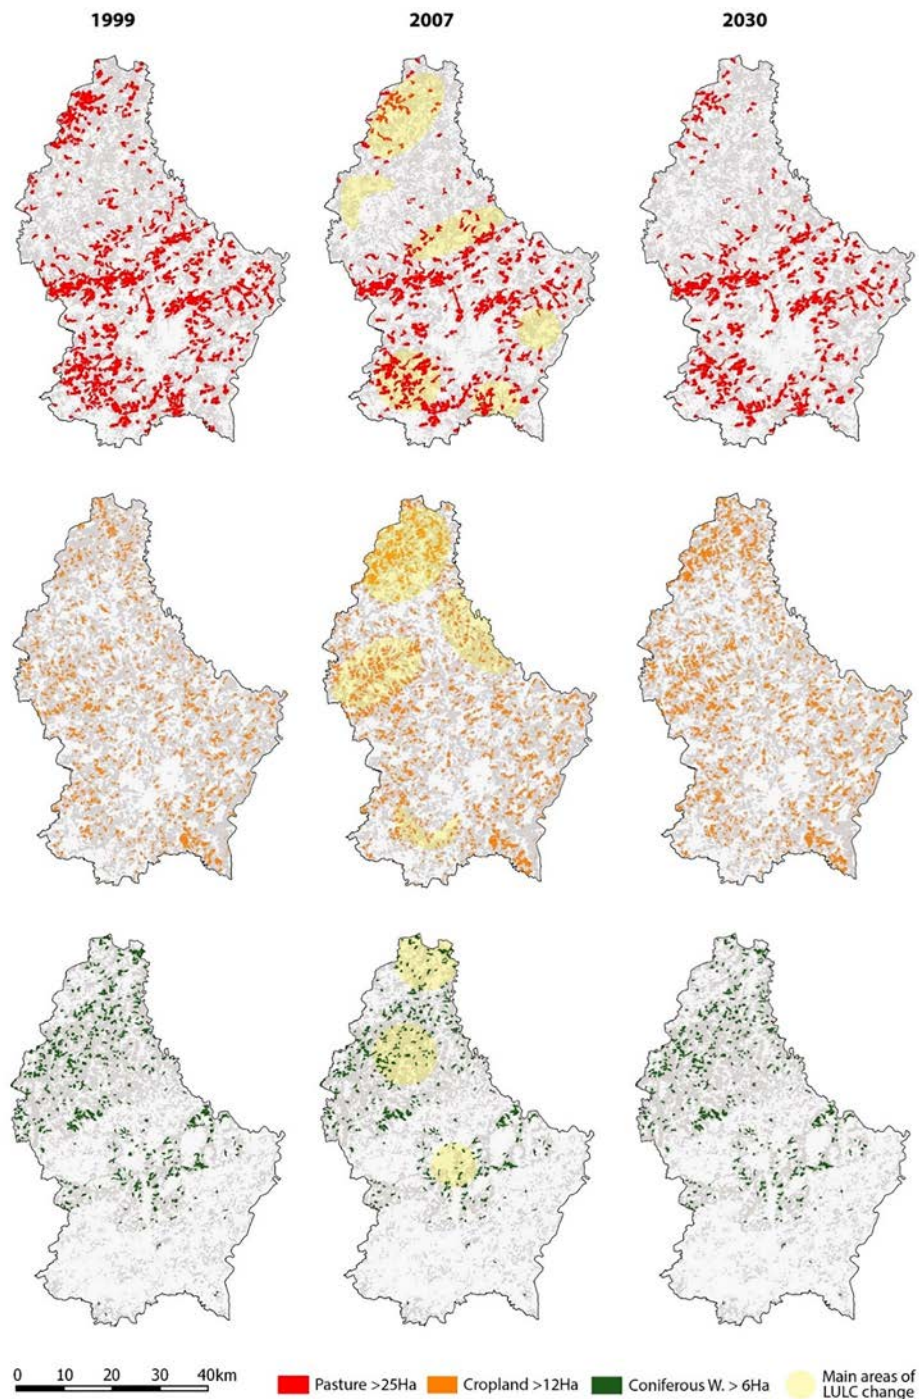 1999 2007 2030
0 10 20 30 40km
Pasture >25Ha Cropland >12Ha Coniferous W. > 6Ha Main areas of
LULC change